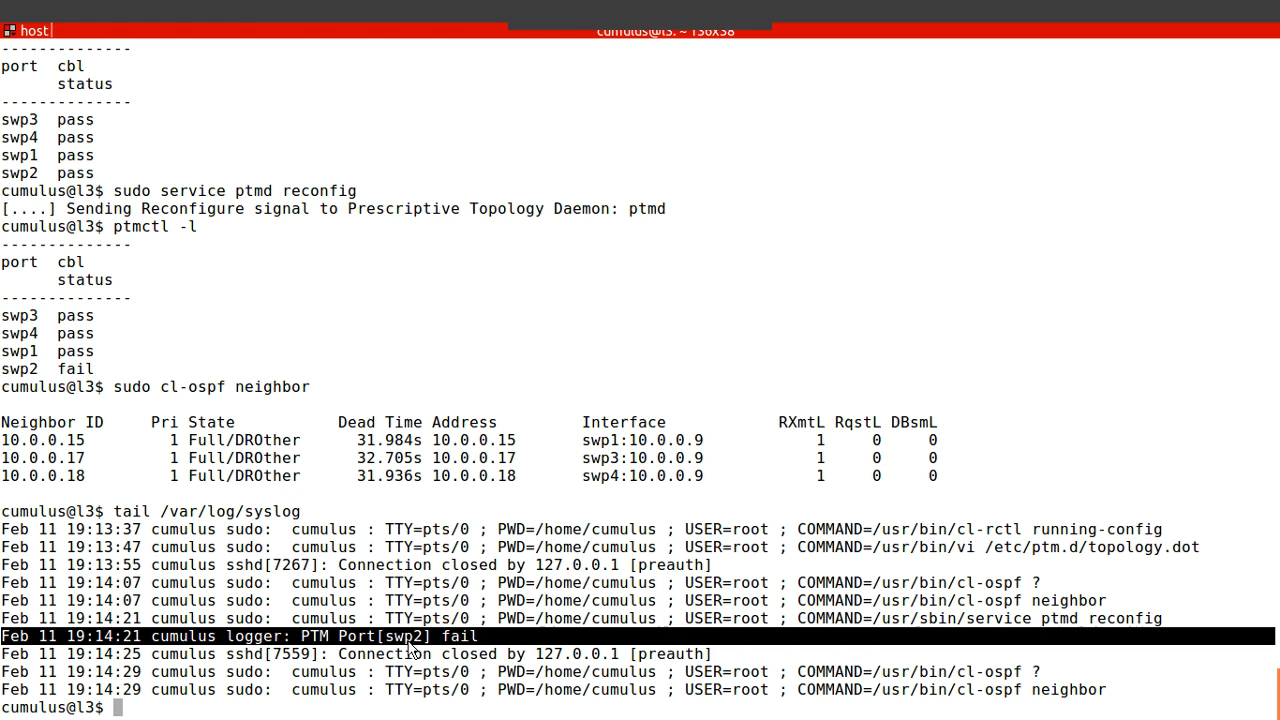 host
cumulus@l3: ~ 136x38
--------------
port  cbl
      status
--------------
swp3  pass
swp4  pass
swp1  pass
swp2  pass
cumulus@l3$ sudo service ptmd reconfig
[....] Sending Reconfigure signal to Prescriptive Topology Daemon: ptmd
cumulus@l3$ ptmctl -l
--------------
port  cbl
      status
--------------
swp3  pass
swp4  pass
swp1  pass
swp2  fail
cumulus@l3$ sudo cl-ospf neighbor
Neighbor ID     Pri State           Dead Time Address         Interface            RXmtL RqstL DBsmL
10.0.0.15         1 Full/DROther      31.984s 10.0.0.15       swp1:10.0.0.9            1     0     0
10.0.0.17         1 Full/DROther      32.705s 10.0.0.17       swp3:10.0.0.9            1     0     0
10.0.0.18         1 Full/DROther      31.936s 10.0.0.18       swp4:10.0.0.9            1     0     0
cumulus@l3$ tail /var/log/syslog
Feb 11 19:13:37 cumulus sudo:  cumulus : TTY=pts/0 ; PWD=/home/cumulus ; USER=root ; COMMAND=/usr/bin/cl-rctl running-config
Feb 11 19:13:47 cumulus sudo:  cumulus : TTY=pts/0 ; PWD=/home/cumulus ; USER=root ; COMMAND=/usr/bin/vi /etc/ptm.d/topology.dot
Feb 11 19:13:55 cumulus sshd[7267]: Connection closed by 127.0.0.1 [preauth]
Feb 11 19:14:07 cumulus sudo:  cumulus : TTY=pts/0 ; PWD=/home/cumulus ; USER=root ; COMMAND=/usr/bin/cl-ospf ?
Feb 11 19:14:07 cumulus sudo:  cumulus : TTY=pts/0 ; PWD=/home/cumulus ; USER=root ; COMMAND=/usr/bin/cl-ospf neighbor
Feb 11 19:14:21 cumulus sudo:  cumulus : TTY=pts/0 ; PWD=/home/cumulus ; USER=root ; COMMAND=/usr/sbin/service ptmd reconfig
Feb 11 19:14:21 cumulus logger: PTM Port[swp2] fail
Feb 11 19:14:25 cumulus sshd[7559]: Connection closed by 127.0.0.1 [preauth]
Feb 11 19:14:29 cumulus sudo:  cumulus : TTY=pts/0 ; PWD=/home/cumulus ; USER=root ; COMMAND=/usr/bin/cl-ospf ?
Feb 11 19:14:29 cumulus sudo:  cumulus : TTY=pts/0 ; PWD=/home/cumulus ; USER=root ; COMMAND=/usr/bin/cl-ospf neighbor
cumulus@l3$